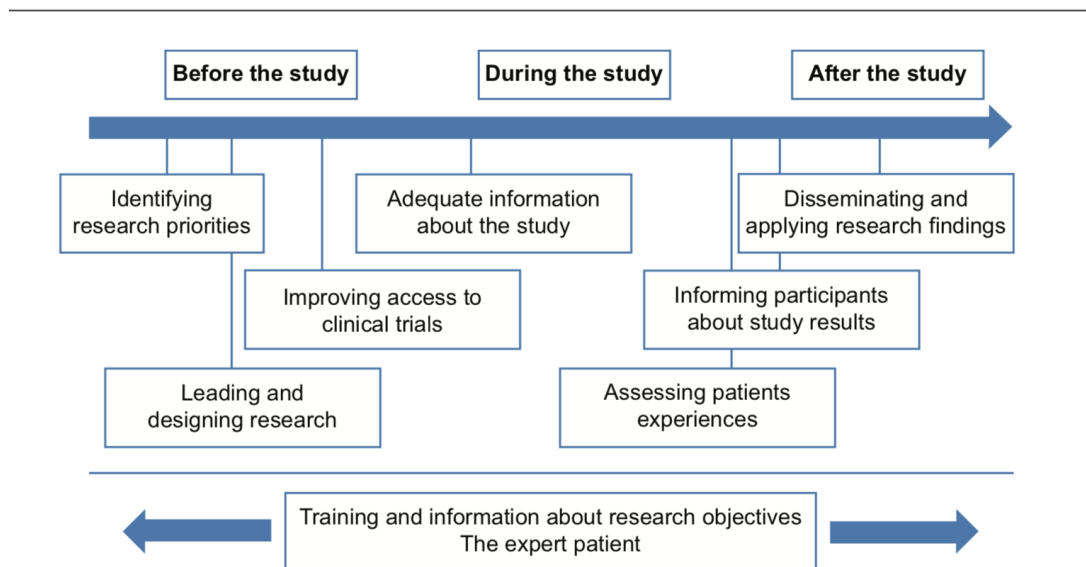 Before the study
During the study
After the study
Identifying
research priorities
Adequate information
about the study
Disseminating and
applying research findings
Improving access to
clinical trials
Informing participants
about study results
Leading and
designing research
Assessing patients
experiences
Training and information about research objectives
The expert patient